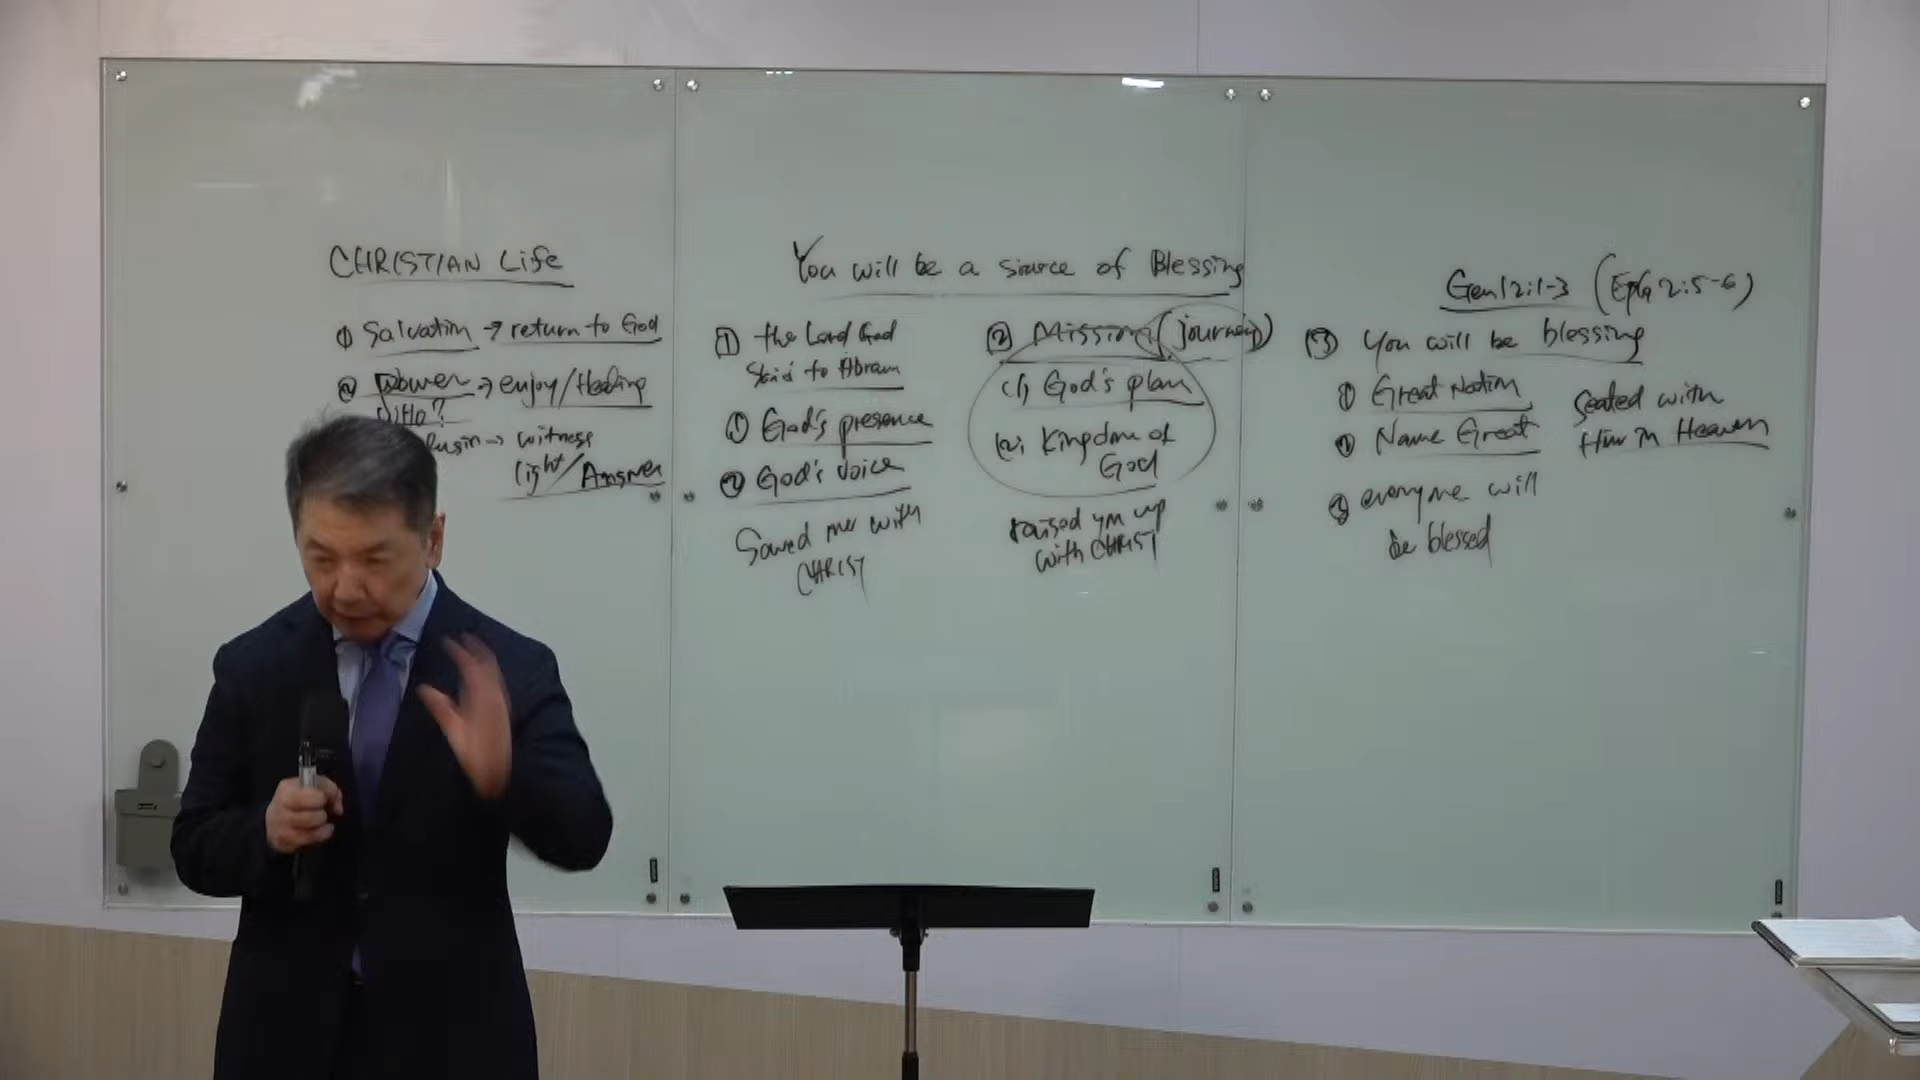 CHRISTIAN Life
① Salvation → return to God
② Power → enjoy/Healing
Who?
→ witness
light/Answer
You will be a source of Blessing
① the Lord God
said to Abram
① God's presence
② God's voice
Saved me with
CHRIST
② Mission (journey)
(1) God's plan
(2) Kingdom of
God
raised you up
with CHRIST
Gen 12:1-3 (Eph 2:5-6)
③ You will be blessing
① Great Nation
② Name Great
③ everyone will
be blessed
Seated with
Him in Heaven